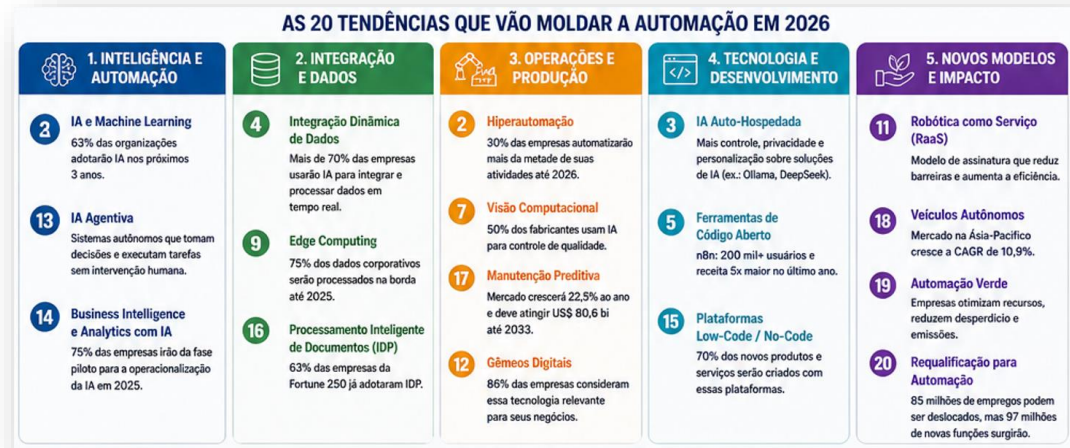 AS 20 TENDÊNCIAS QUE VÃO MOLDAR A AUTOMAÇÃO EM 2026
1. INTELIGÊNCIA E
AUTOMAÇÃO
2
IA e Machine Learning
63% das organizações
adotarão IA nos próximos
3 anos.
13
IA Agentiva
Sistemas autônomos que tomam
decisões e executam tarefas
sem intervenção humana.
14
Business Intelligence
e Analytics com IA
75% das empresas irão da fase
piloto para a operacionalização
da IA em 2025.
2. INTEGRAÇÃO
E DADOS
4
Integração Dinâmica
de Dados
Mais de 70% das empresas
usarão IA para integrar e
processar dados em
tempo real.
9
Edge Computing
75% dos dados corporativos
serão processados na borda
até 2025.
16
Processamento Inteligente
de Documentos (IDP)
63% das empresas da
Fortune 250 já adotaram IDP.
3. OPERAÇÕES E
PRODUÇÃO
2
Hiperautomação
30% das empresas automatizarão
mais da metade de suas
atividades até 2026.
7
Visão Computacional
50% dos fabricantes usam IA
para controle de qualidade.
17
Manutenção Preditiva
Mercado crescerá 22,5% ao ano
e deve atingir US$ 80,6 bi
até 2033.
12
Gêmeos Digitais
86% das empresas consideram
essa tecnologia relevante
para seus negócios.
4. TECNOLOGIA E
DESENVOLVIMENTO
</>
3
IA Auto-Hospedada
Mais controle, privacidade e
personalização sobre soluções
de IA (ex.: Ollama, DeepSeek).
5
Ferramentas de
Código Aberto
n8n: 200 mil+ usuários e
receita 5x maior no último ano.
15
Plataformas
Low-Code / No-Code
70% dos novos produtos e
serviços serão criados com
essas plataformas.
5. NOVOS MODELOS
E IMPACTO
11
Robótica como Serviço
(RaaS)
Modelo de assinatura que reduz
barreiras e aumenta a eficiência.
18
Veículos Autônomos
Mercado na Ásia-Pacífico
cresce a CAGR de 10,9%.
19
Automação Verde
Empresas otimizam recursos,
reduzem desperdício e
emissões.
20
Requalificação para
Automação
85 milhões de empregos podem
ser deslocados, mas 97 milhões
de novas funções surgirão.